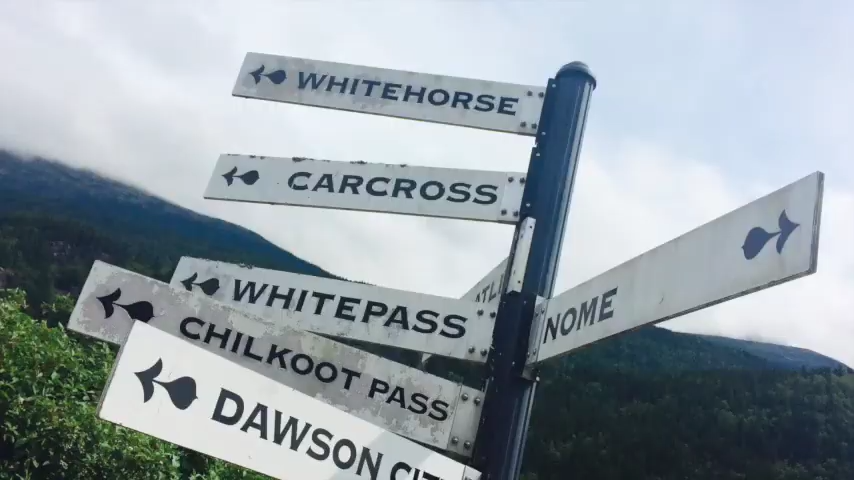 WHITEHORSE
CARCROSS
WHITEPASS
NOME
CHILKOOT PASS
DAWSON